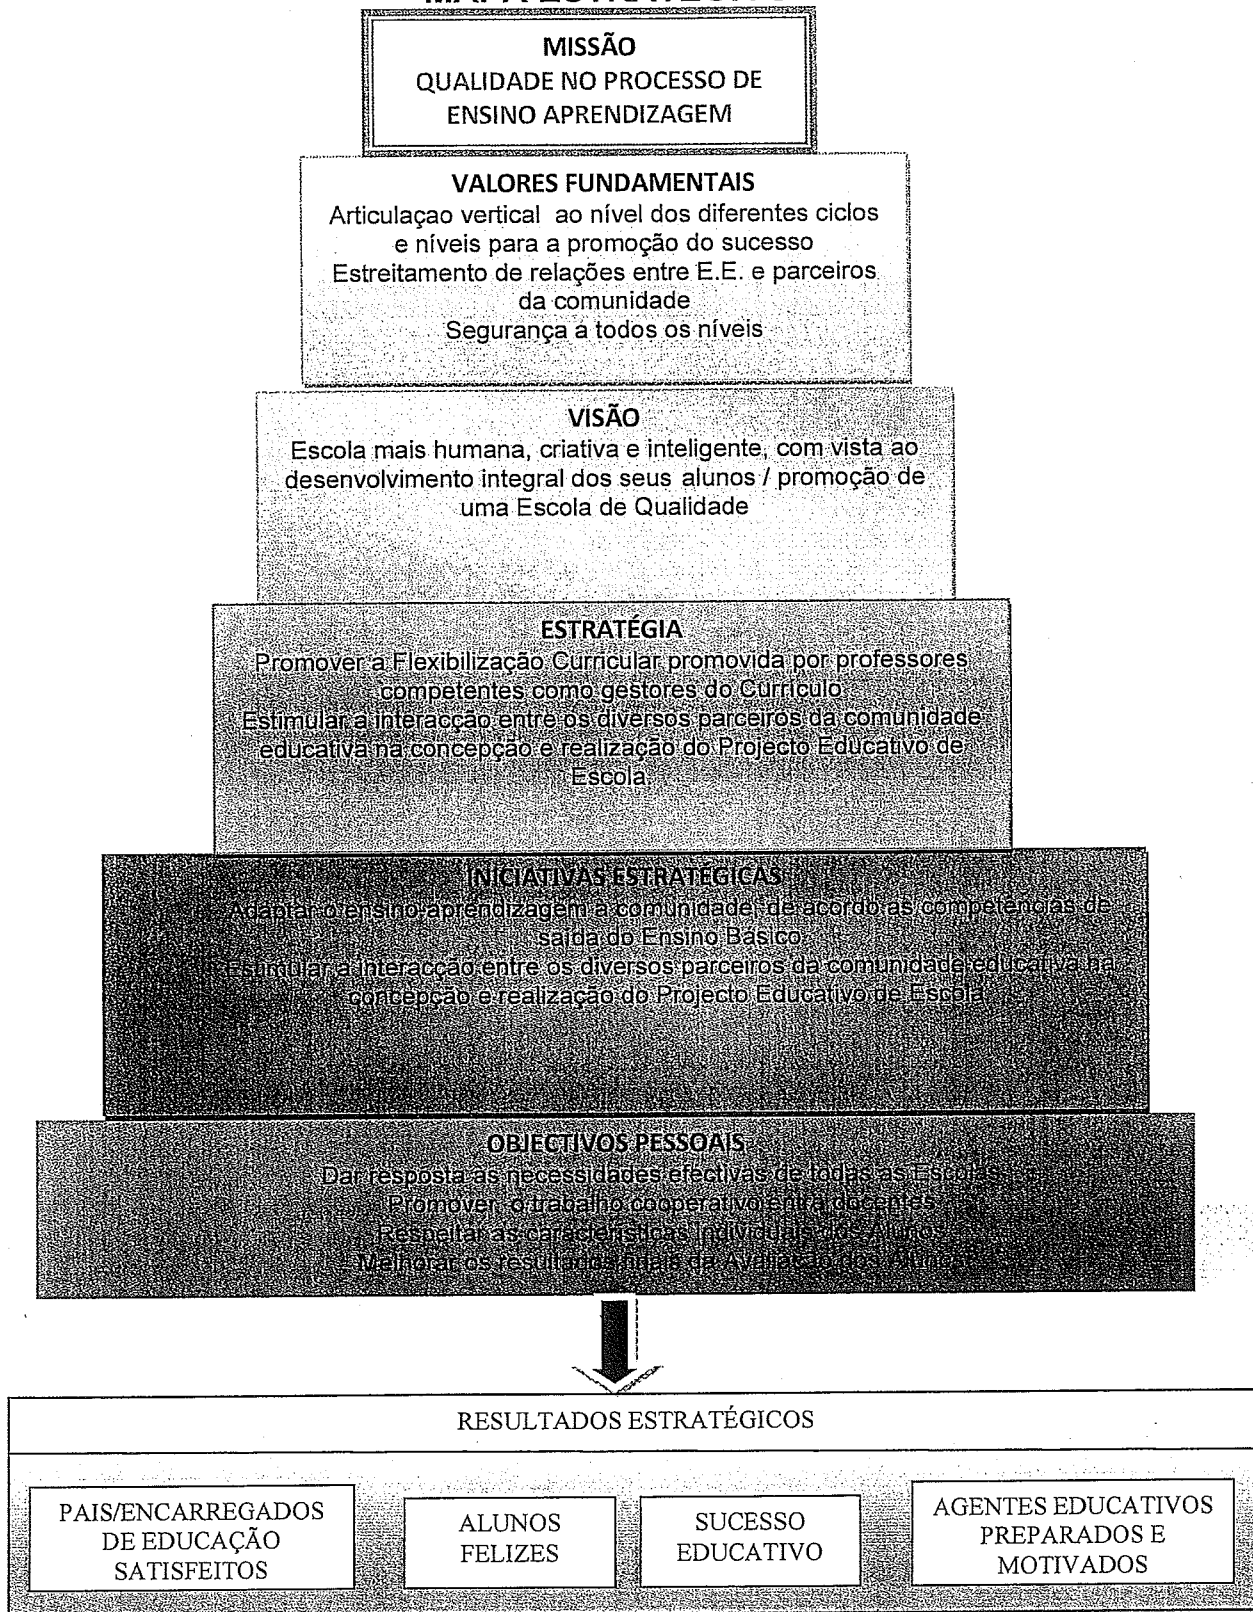 MISSÃO
QUALIDADE NO PROCESSO DE
ENSINO APRENDIZAGEM
VALORES FUNDAMENTAIS
Articulaçao vertical ao nível dos diferentes ciclos
e níveis para a promoção do sucesso
Estreitamento de relações entre E.E. e parceiros
da comunidade
Segurança a todos os níveis
VISÃO
Escola mais humana, criativa e inteligente, com vista ao
desenvolvimento integral dos seus alunos / promoção de
uma Escola de Qualidade
ESTRATÉGIA
Promover a Flexibilização Curricular promovida por professores
competentes como gestores do Currículo
Estimular a interacção entre os diversos parceiros da comunidade
educativa na concepção e realização do Projecto Educativo de
Escola
INICIATIVAS ESTRATÉGICAS
Adaptar o ensino-aprendizagem à comunidade, de acordo as competências de
saída do Ensino Básico
Estimular a interacção entre os diversos parceiros da comunidade educativa na
concepção e realização do Projecto Educativo de Escola
OBJECTIVOS PESSOAIS
Dar resposta às necessidades efectivas de todas as Escolas
Promover o trabalho cooperativo entre docentes
Respeitar as características individuais dos Alunos
Melhorar os resultados finais da Avaliação dos Alunos
RESULTADOS ESTRATÉGICOS
PAIS/ENCARREGADOS
DE EDUCAÇÃO
SATISFEITOS
ALUNOS
FELIZES
SUCESSO
EDUCATIVO
AGENTES EDUCATIVOS
PREPARADOS E
MOTIVADOS